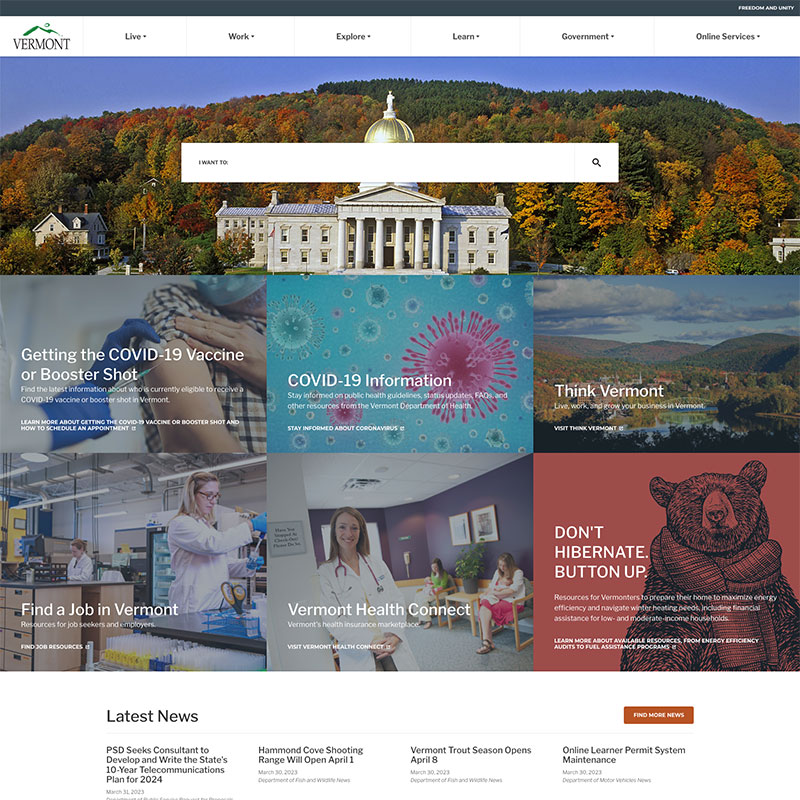 FREEDOM AND UNITY
VERMONT
Live
Work
Explore
Learn
Government
Online Services
I WANT TO:
Getting the COVID-19 Vaccine
or Booster Shot
Find the latest information about who is currently eligible to receive a
COVID-19 vaccine or booster shot in Vermont.
LEARN MORE ABOUT GETTING THE COVID-19 VACCINE OR BOOSTER SHOT AND
HOW TO SCHEDULE AN APPOINTMENT
COVID-19 Information
Stay informed on public health guidelines, status updates, FAQs, and
other resources from the Vermont Department of Health.
STAY INFORMED ABOUT CORONAVIRUS
Think Vermont
Live, work, and grow your business in Vermont.
VISIT THINK VERMONT
Find a Job in Vermont
Resources for job seekers and employers.
FIND JOB RESOURCES
Have You
Stopped At
Check-Out?
Please Do.
Vermont Health Connect
Vermont's health insurance marketplace.
VISIT VERMONT HEALTH CONNECT
DON'T
HIBERNATE.
BUTTON UP.
Resources for Vermonters to prepare their home to maximize energy
efficiency and navigate winter heating needs, including financial
assistance for low- and moderate-income households.
LEARN MORE ABOUT AVAILABLE RESOURCES, FROM ENERGY EFFICIENCY
AUDITS TO FUEL ASSISTANCE PROGRAMS
Latest News
FIND MORE NEWS
PSD Seeks Consultant to
Develop and Write the State's
10-Year Telecommunications
Plan for 2024
March 31, 2023
Department of Public Service Request for Proposals
Hammond Cove Shooting
Range Will Open April 1
March 30, 2023
Department of Fish and Wildlife News
Vermont Trout Season Opens
April 8
March 30, 2023
Department of Fish and Wildlife News
Online Learner Permit System
Maintenance
March 30, 2023
Department of Motor Vehicles News